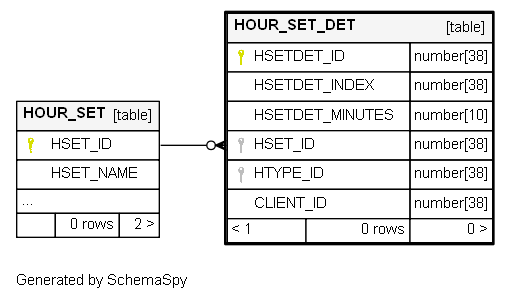 HOUR_SET_DET [table]
HSETDET_ID number[38]
HSETDET_INDEX number[38]
HSETDET_MINUTES number[10]
HSET_ID number[38]
HTYPE_ID number[38]
CLIENT_ID number[38]
< 1 0 rows 0 >
HOUR_SET [table]
HSET_ID
HSET_NAME
...
0 rows 2 >
Generated by SchemaSpy